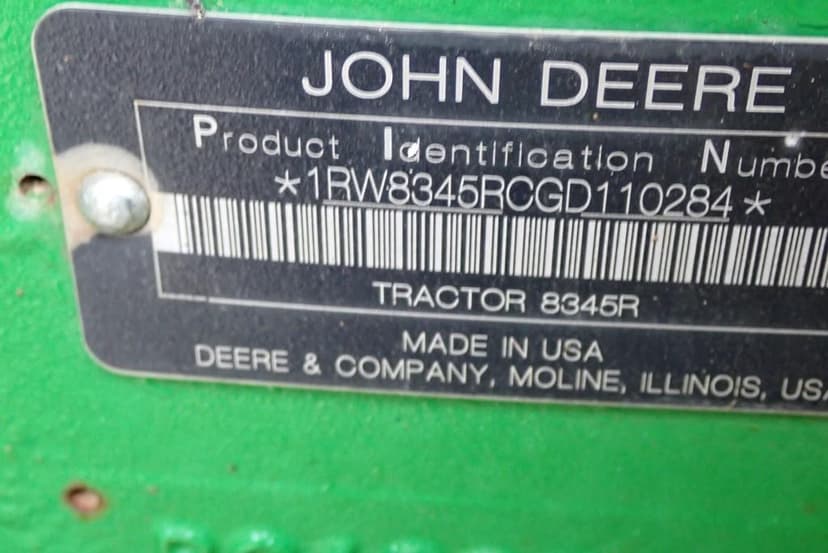 JOHN DEERE
Product Identification Numbe
*1RW8345RCGD110284*
TRACTOR 8345R
MADE IN USA
DEERE & COMPANY, MOLINE, ILLINOIS, USA